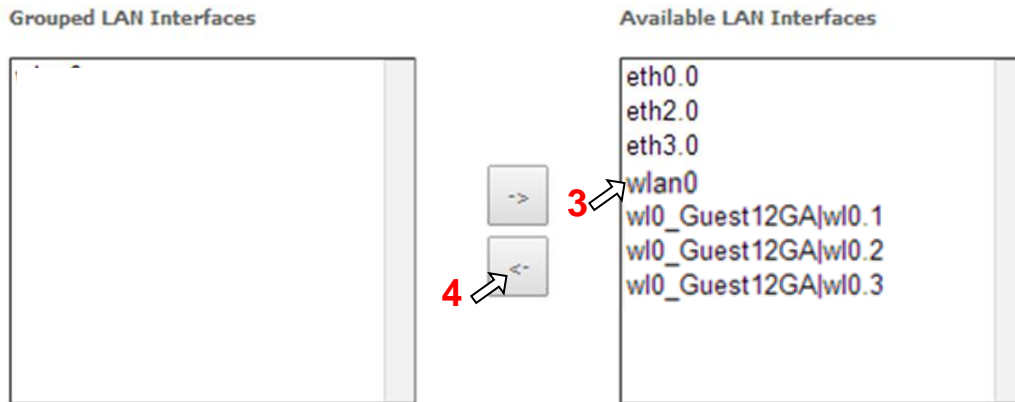 Grouped LAN Interfaces
Available LAN Interfaces
eth0.0
eth2.0
eth3.0
wlan0
wl0_Guest12GA|wl0.1
wl0_Guest12GA|wl0.2
wl0_Guest12GA|wl0.3
->
3
<-
4